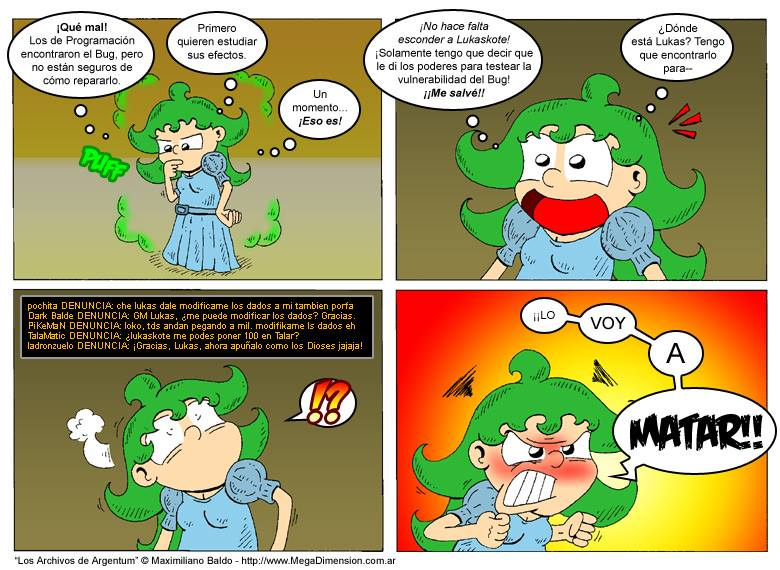 ¡Qué mal!
Los de Programación
encontraron el Bug, pero
no están seguros de
cómo repararlo.
Primero
quieren estudiar
sus efectos.
Un
momento...
¡Eso es!
PUFF
¡No hace falta
esconder a Lukaskote!
¡Solamente tengo que decir que
le di los poderes para testear la
vulnerabilidad del Bug!
¡¡Me salvé!!
¿Dónde
está Lukas? Tengo
que encontrarlo
para--
pochita DENUNCIA: che lukas dale modificame los dados a mi tambien porfa
Dark Balde DENUNCIA: GM Lukas, ¿me puede modificar los dados? Gracias.
PiKeMaN DENUNCIA: loko, tds andan pegando a mil. modifikame ls dados eh
TalaMatic DENUNCIA: ¿lukaskote me podes poner 100 en Talar?
ladronzuelo DENUNCIA: ¡Gracias, Lukas, ahora apuñalo como los Dioses jajaja!
!?
¡¡LO
VOY
A
MATAR!!
"Los Archivos de Argentum" © Maximiliano Baldo - http://www.MegaDimension.com.ar